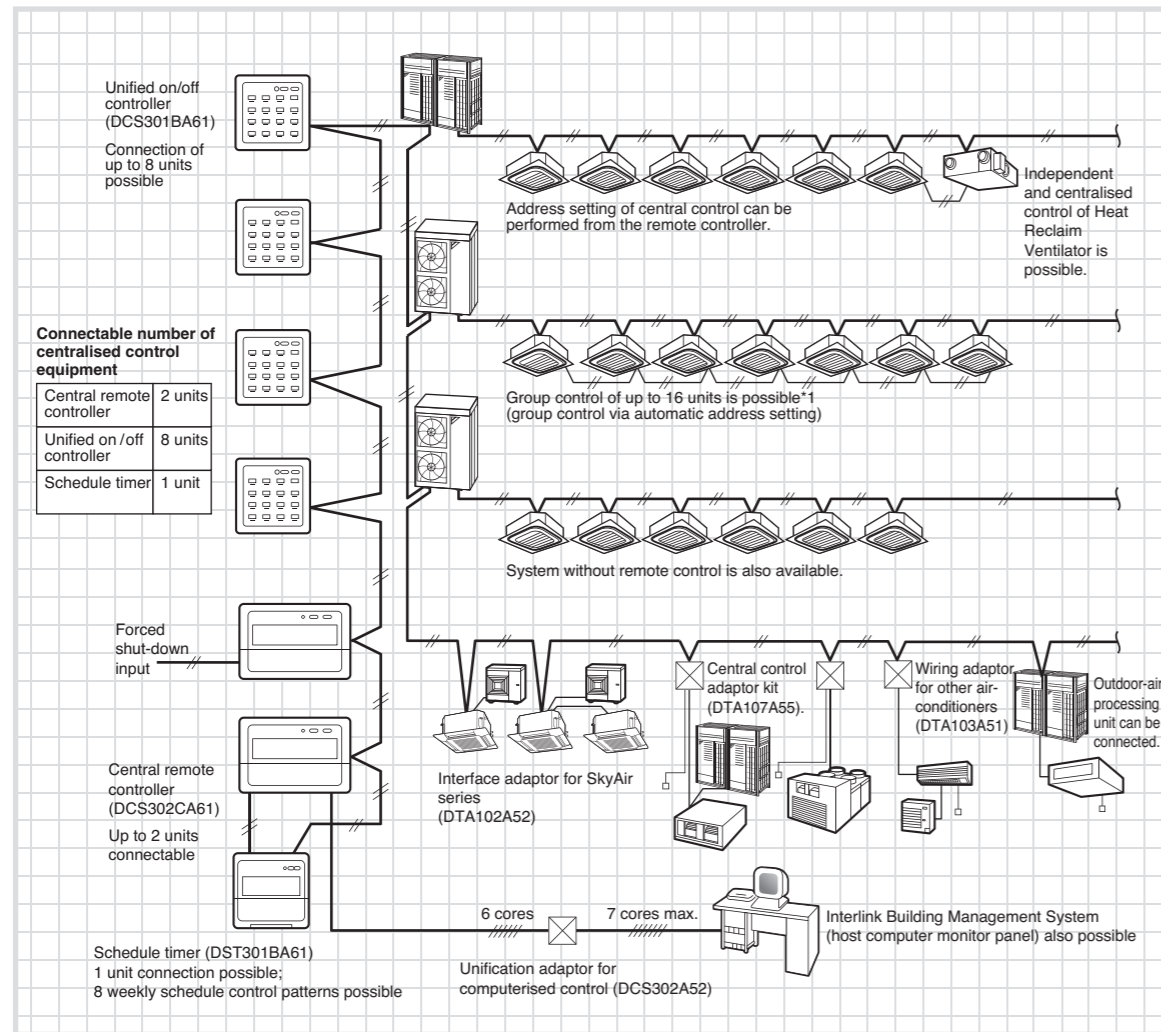 Unified on/off
controller
(DCS301BA61)
Connection of
up to 8 units
possible
Address setting of central control can be
performed from the remote controller.
Independent
and centralised
control of Heat
Reclaim
Ventilator is
possible.
Connectable number of
centralised control
equipment
Central remote
controller
2 units
Unified on/off
controller
8 units
Schedule timer
1 unit
Group control of up to 16 units is possible*1
(group control via automatic address setting)
System without remote control is also available.
Forced
shut-down
input
Central remote
controller
(DCS302CA61)
Up to 2 units
connectable
Interface adaptor for SkyAir
series
(DTA102A52)
Central control
adaptor kit
(DTA107A55).
Wiring adaptor
for other air-
conditioners
(DTA103A51)
Outdoor-air
processing
unit can be
connected.
Schedule timer (DST301BA61)
1 unit connection possible;
8 weekly schedule control patterns possible
6 cores
7 cores max.
Unification adaptor for
computerised control (DCS302A52)
Interlink Building Management System
(host computer monitor panel) also possible